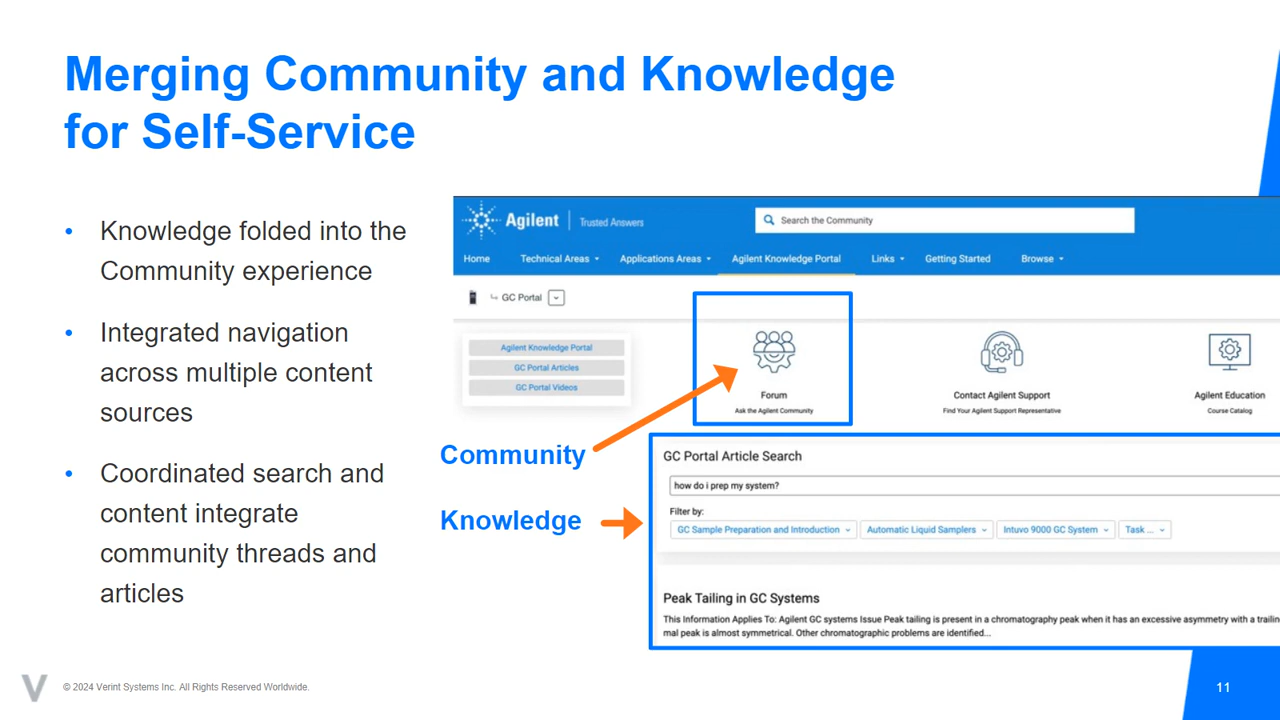 Merging Community and Knowledge
for Self-Service
• Knowledge folded into the
Community experience
• Integrated navigation
across multiple content
sources
• Coordinated search and
content integrate
community threads and
articles
Agilent | Trusted Answers
Search the Community
Home Technical Areas Applications Areas Agilent Knowledge Portal Links Getting Started Browse
GC Portal
Agilent Knowledge Portal
GC Portal Articles
GC Portal Videos
Forum
Ask the Agilent Community
Contact Agilent Support
Find Your Agilent Support Representative
Agilent Education
Course Catalog
Community
Knowledge
GC Portal Article Search
how do i prep my system?
Filter by:
GC Sample Preparation and Introduction Automatic Liquid Samplers Intuvo 9000 GC System Task ...
Peak Tailing in GC Systems
This Information Applies To: Agilent GC systems Issue Peak tailing is present in a chromatography peak when it has an excessive asymmetry with a trailin
mal peak is almost symmetrical. Other chromatographic problems are identified...
© 2024 Verint Systems Inc. All Rights Reserved Worldwide.
11